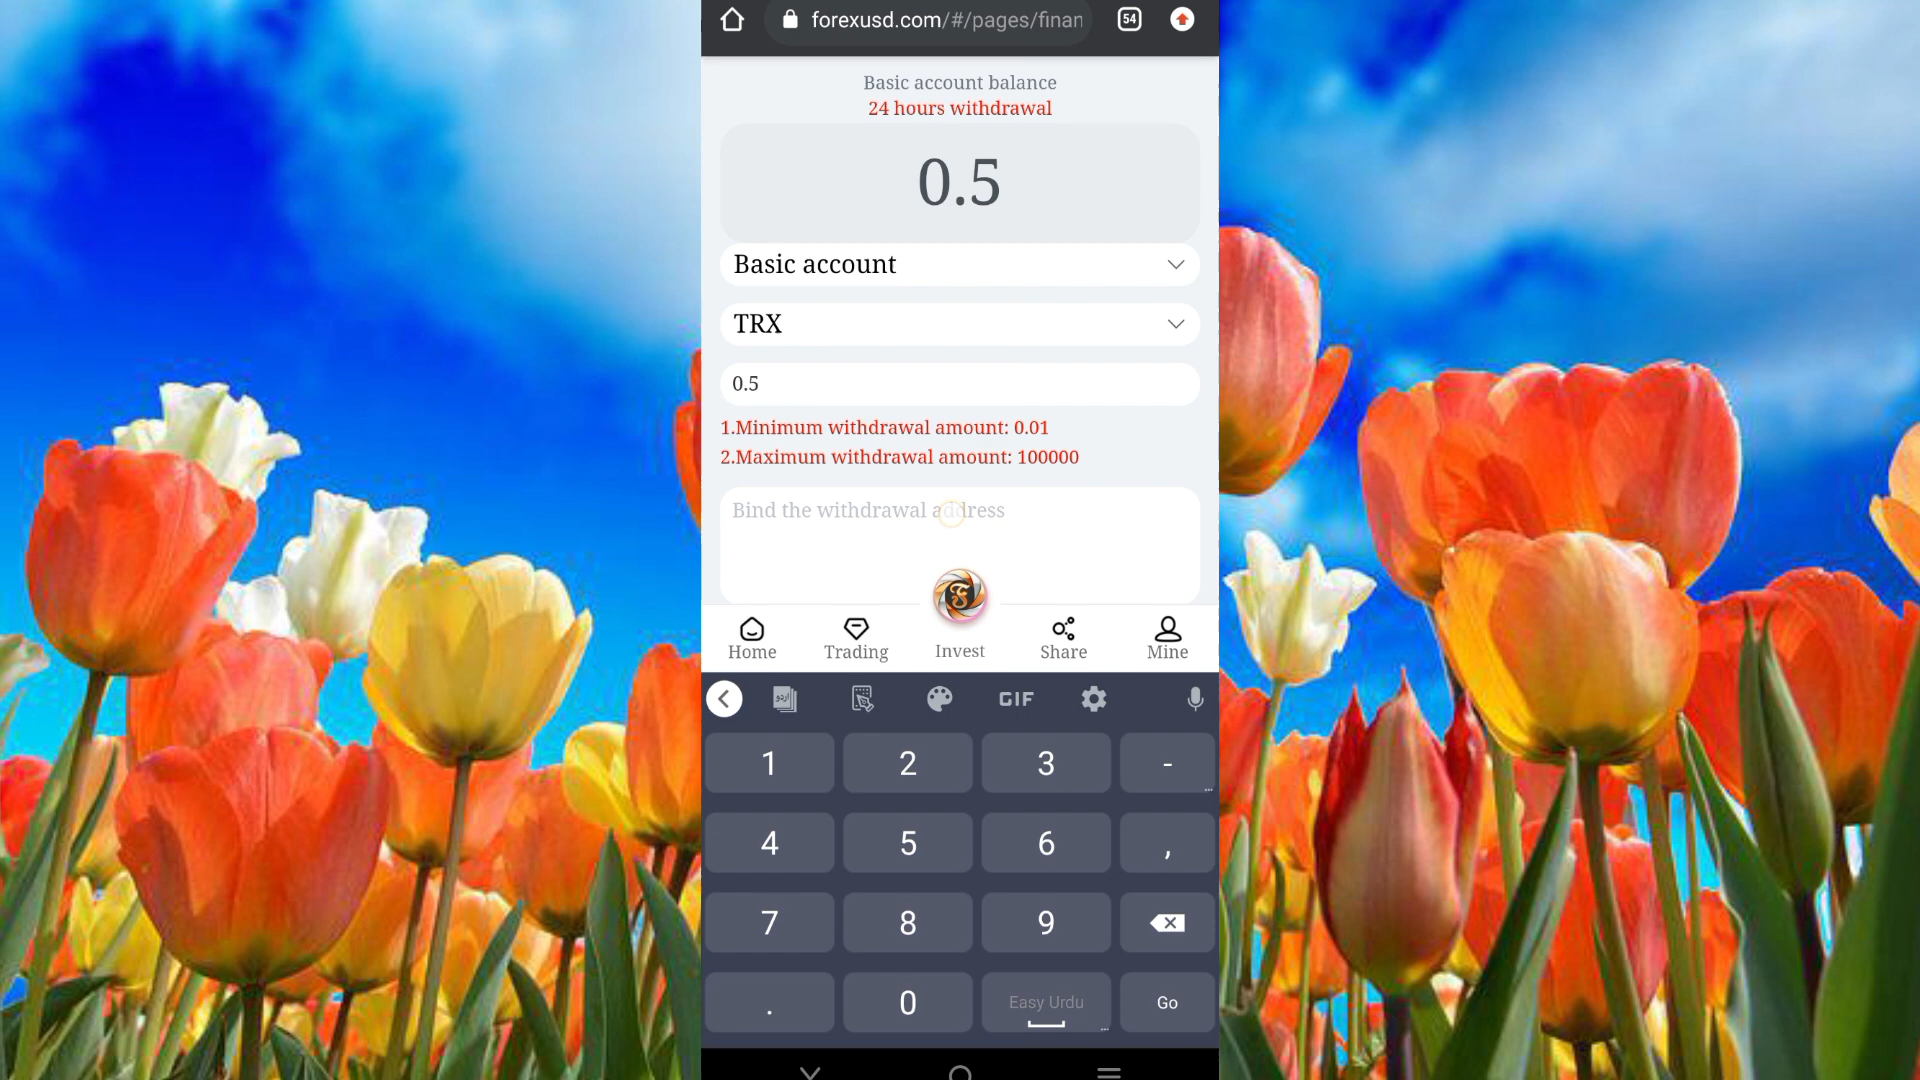 forexusd.com/#/pages/finan
54
Basic account balance
24 hours withdrawal
0.5
Basic account
TRX
0.5
1.Minimum withdrawal amount: 0.01
2.Maximum withdrawal amount: 100000
Bind the withdrawal address
Home
Trading
Invest
Share
Mine
اردو
GIF
1
2
3
-
4
5
6
,
7
8
9
.
0
Easy Urdu
Go